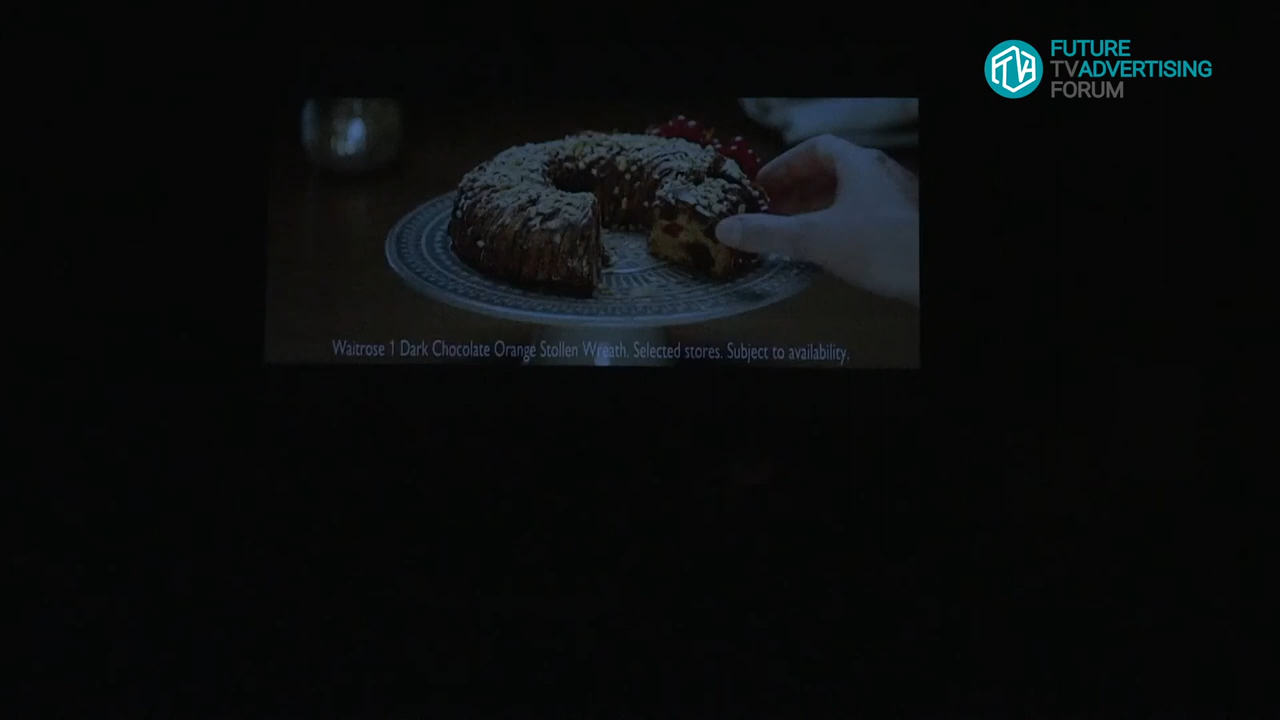 FUTURE
TVADVERTISING
FORUM
Waitrose 1 Dark Chocolate Orange Stollen Wreath. Selected stores. Subject to availability.